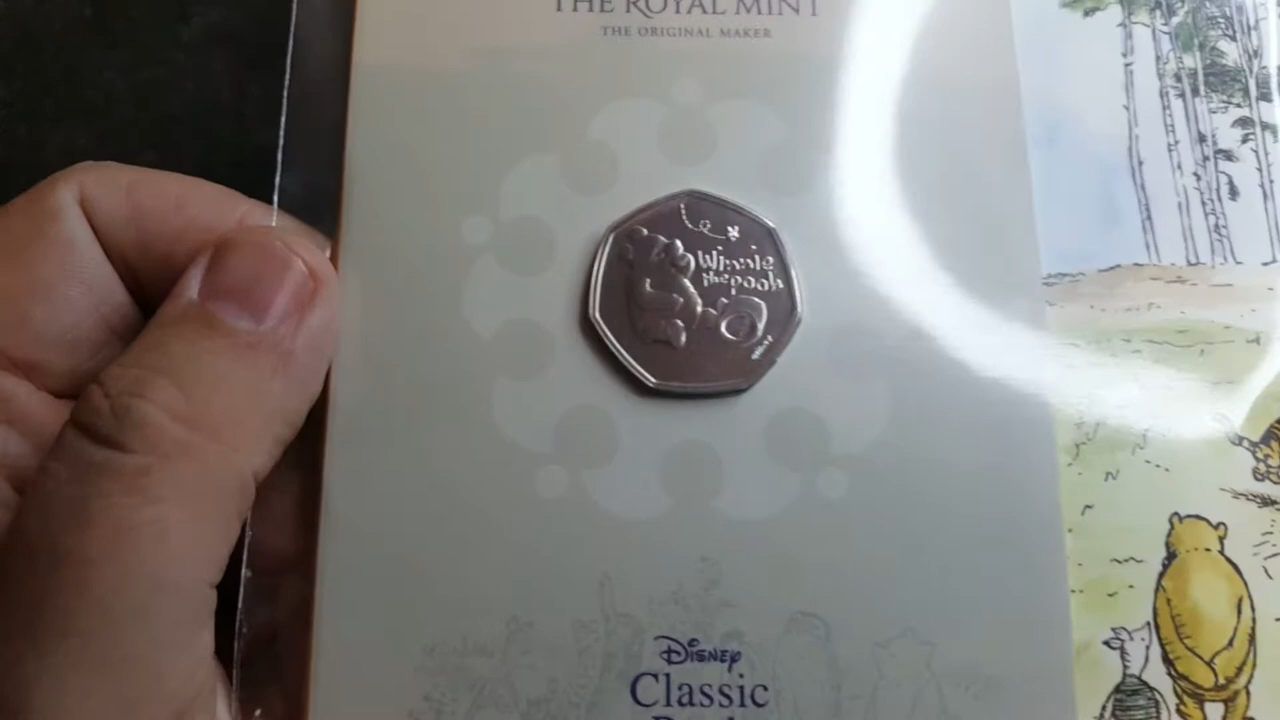 THE ROYAL MINT
THE ORIGINAL MAKER
Winnie
the pooh
Disney
Classic